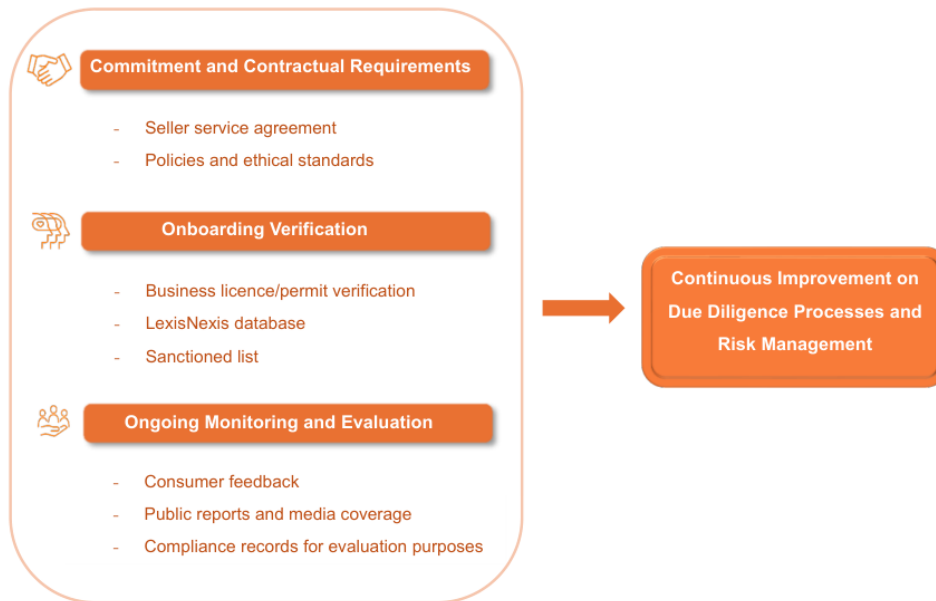 Commitment and Contractual Requirements
- Seller service agreement
- Policies and ethical standards
Onboarding Verification
- Business licence/permit verification
- LexisNexis database
- Sanctioned list
Ongoing Monitoring and Evaluation
- Consumer feedback
- Public reports and media coverage
- Compliance records for evaluation purposes
Continuous Improvement on
Due Diligence Processes and
Risk Management